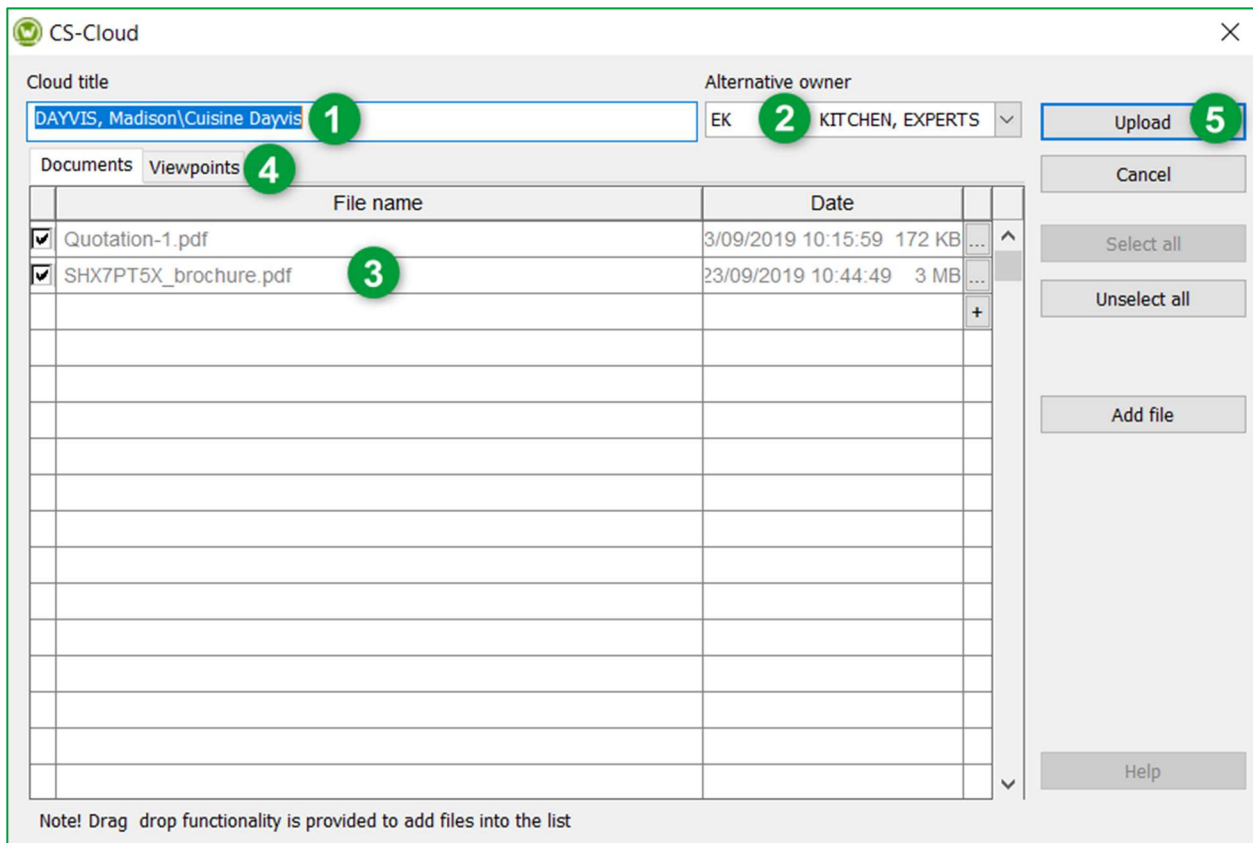 CS-Cloud
Cloud title
Alternative owner
DAYVIS, Madison\Cuisine Dayvis 1
EK 2 KITCHEN, EXPERTS
Upload 5
Documents Viewpoints 4
Cancel
File name Date
Quotation-1.pdf 3/09/2019 10:15:59 172 KB ...
Select all
SHX7PT5X_brochure.pdf 3 23/09/2019 10:44:49 3 MB ...
Unselect all
+
Add file
Help
Note! Drag drop functionality is provided to add files into the list